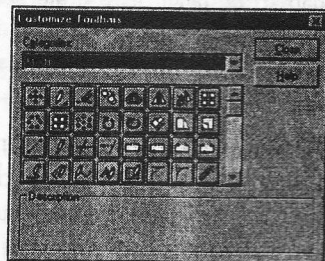 Customize Toolbars
Categories
Close
Help
Description